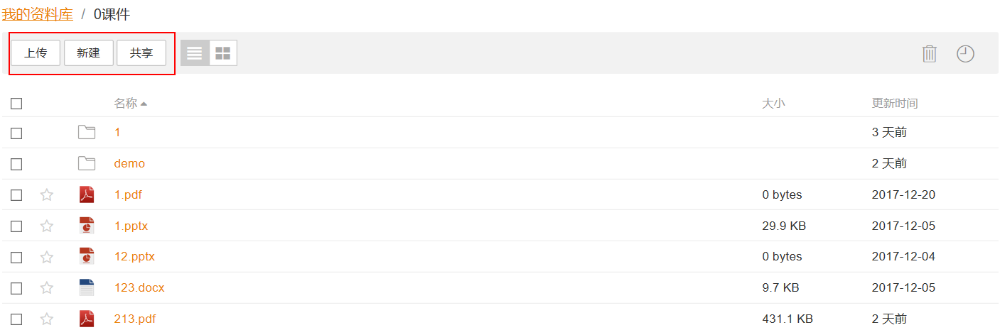 我的资料库 / 0课件
上传 新建 共享
名称 大小 更新时间
1 3 天前
demo 2 天前
1.pdf 0 bytes 2017-12-20
1.pptx 29.9 KB 2017-12-05
12.pptx 0 bytes 2017-12-04
123.docx 9.7 KB 2017-12-05
213.pdf 431.1 KB 2 天前